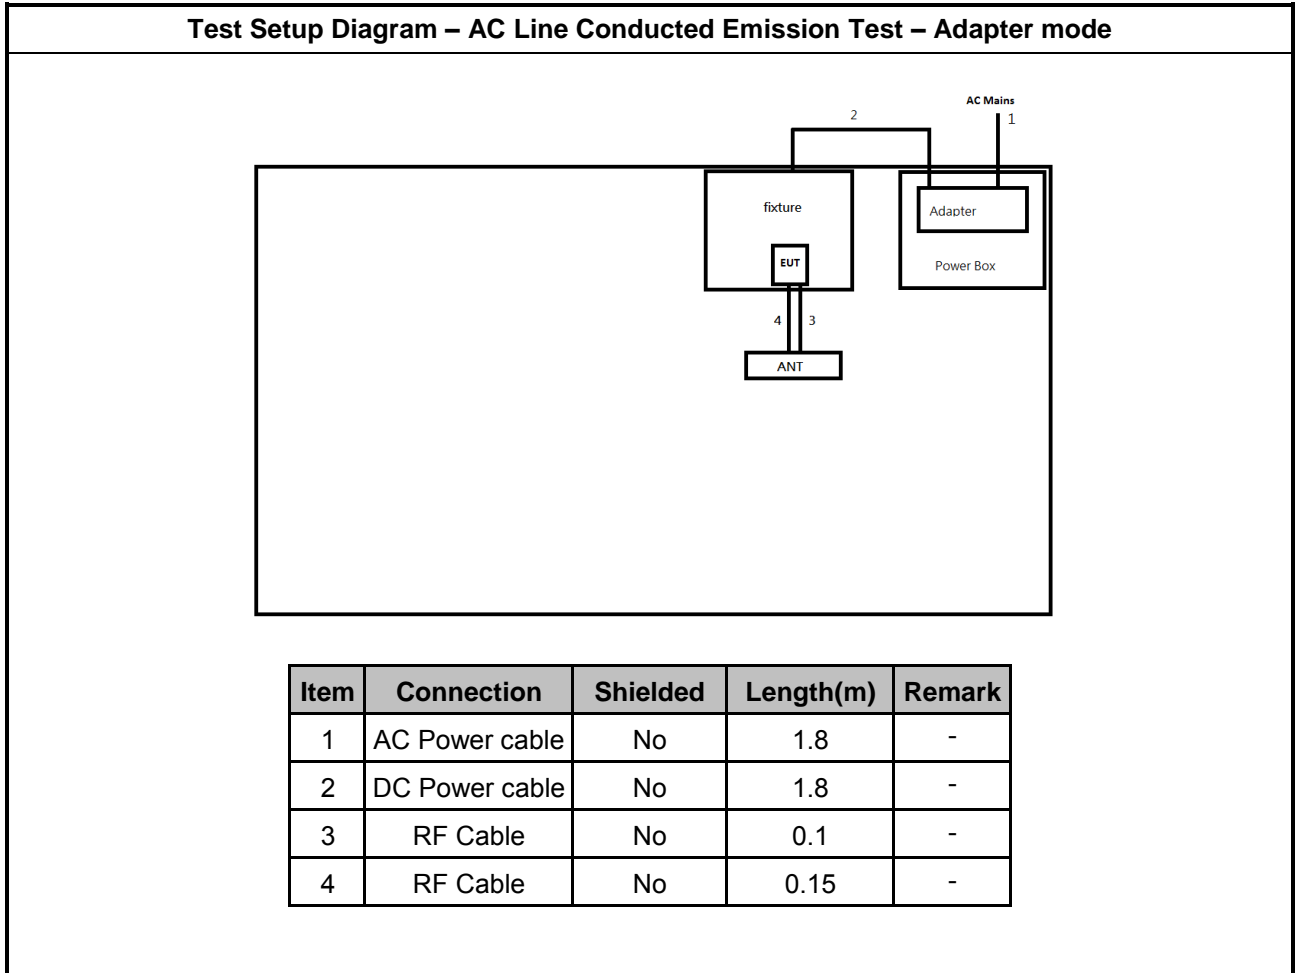 Test Setup Diagram – AC Line Conducted Emission Test – Adapter mode
AC Mains
1
2
fixture
Adapter
EUT
Power Box
4 3
ANT
Item Connection Shielded Length(m) Remark
1 AC Power cable No 1.8 -
2 DC Power cable No 1.8 -
3 RF Cable No 0.1 -
4 RF Cable No 0.15 -